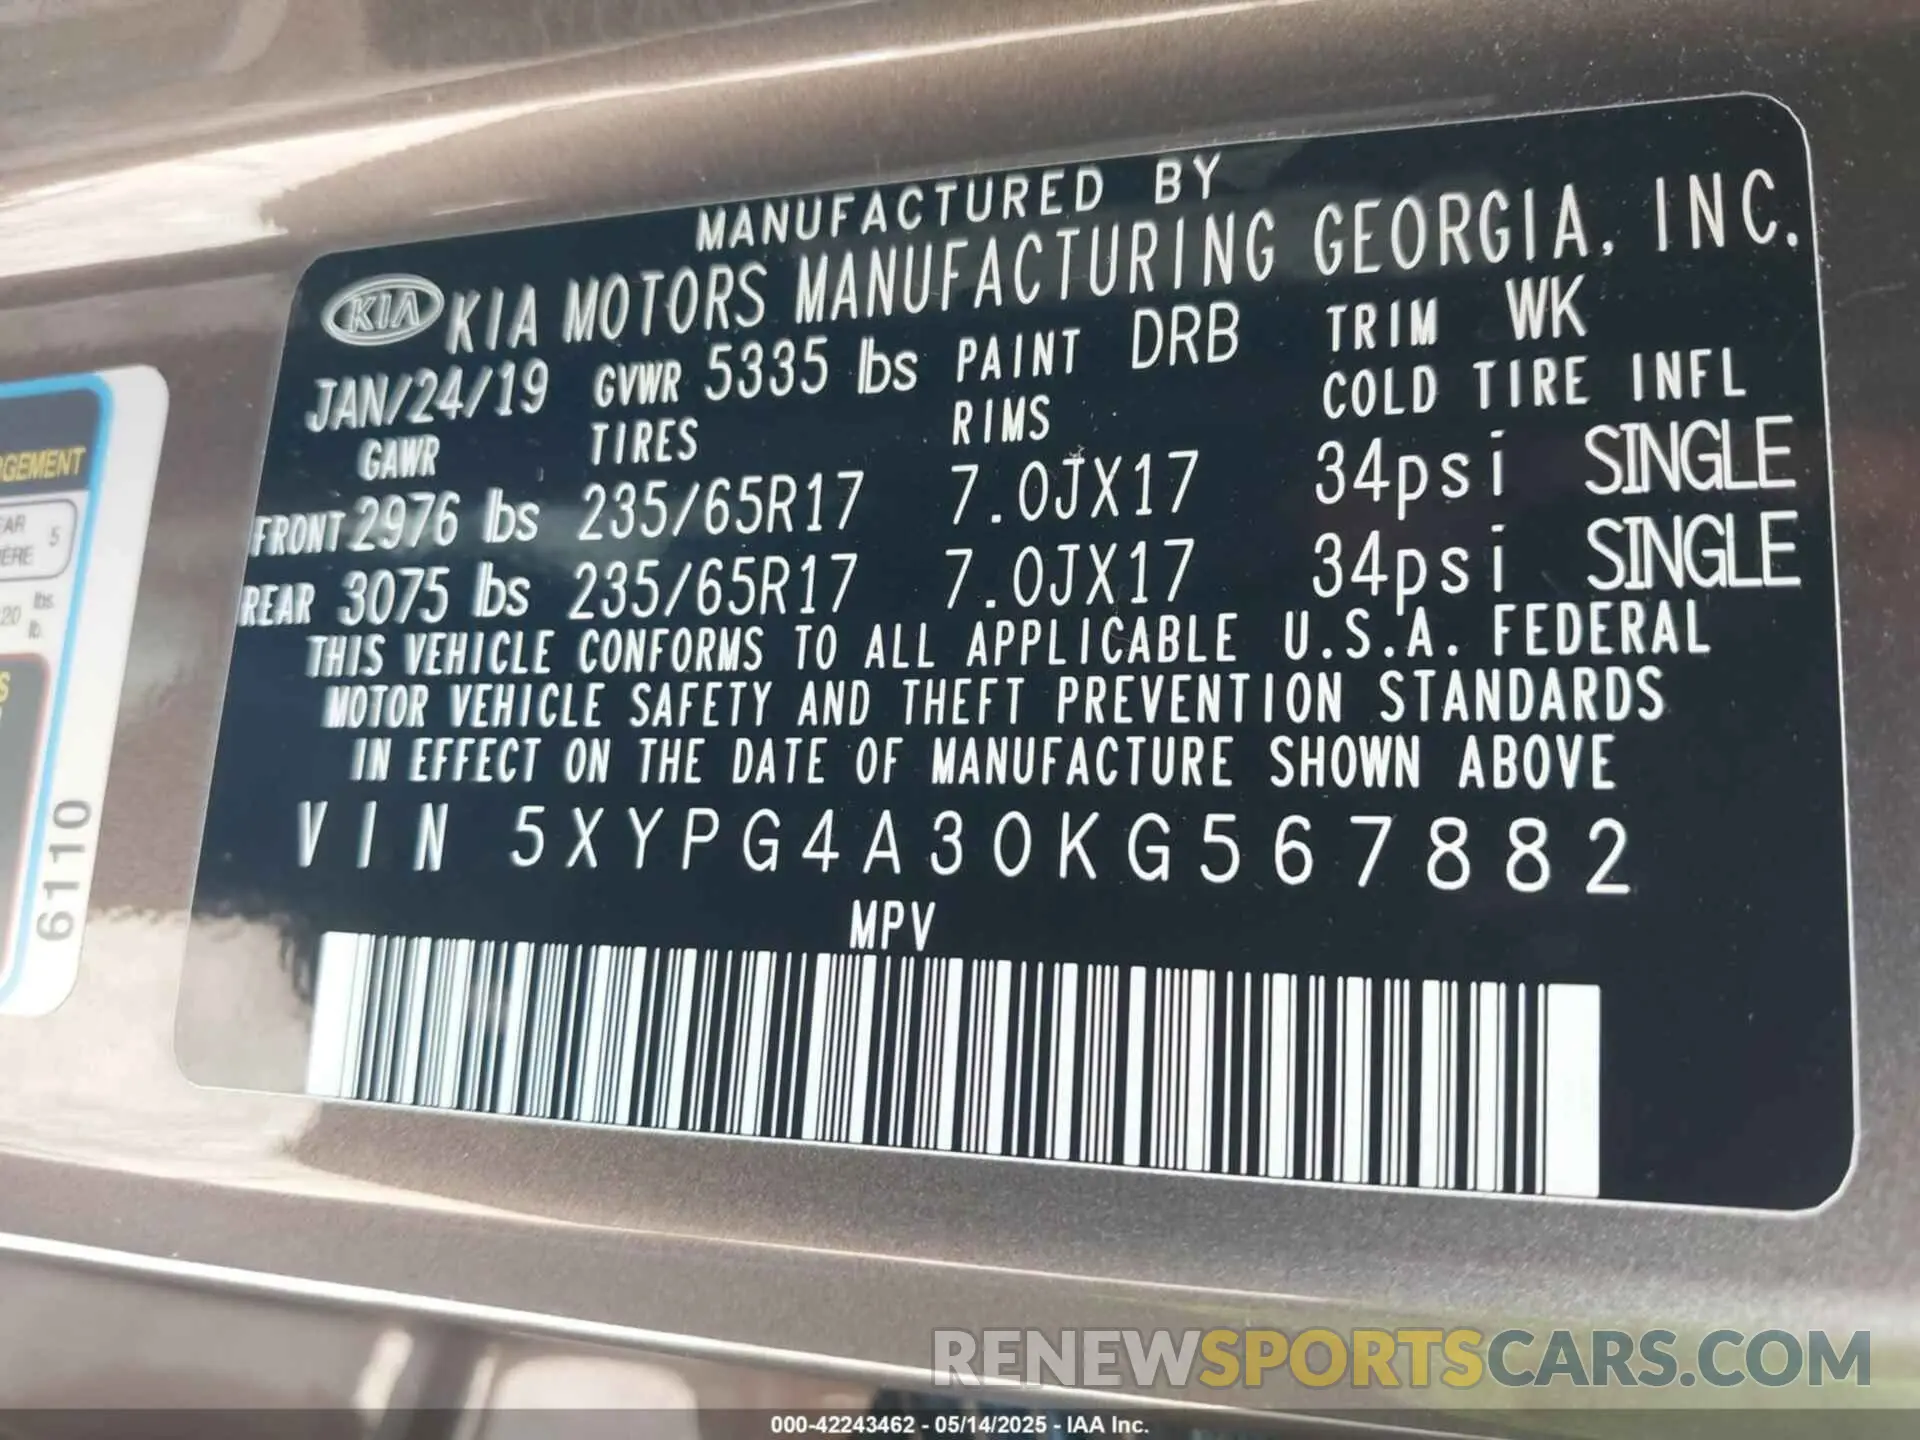 MANUFACTURED BY
KIA KIA MOTORS MANUFACTURING GEORGIA, INC.
JAN/24/19 GVWR 5335 lbs PAINT DRB TRIM WK
GAWR TIRES RIMS COLD TIRE INFL
FRONT 2976 lbs 235/65R17 7.0JX17 34psi SINGLE
REAR 3075 lbs 235/65R17 7.0JX17 34psi SINGLE
THIS VEHICLE CONFORMS TO ALL APPLICABLE U.S.A. FEDERAL
MOTOR VEHICLE SAFETY AND THEFT PREVENTION STANDARDS
IN EFFECT ON THE DATE OF MANUFACTURE SHOWN ABOVE
VIN 5XYPG4A30KG567882
MPV
5
lbs.
lb.
6110
RENEWSPORTSCARS.COM
000-42243462 - 05/14/2025 - IAA Inc.